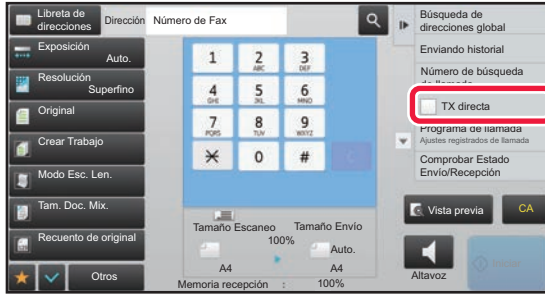 Libreta de
direcciones
Dirección
Número de Fax
Exposición
Auto.
Resolución
Superfino
Original
Crear Trabajo
Modo Esc. Len.
Tam. Doc. Mix.
Recuento de original
Otros
1
2
ABC
3
DEF
4
GHI
5
JKL
6
MNO
7
PQRS
8
TUV
9
WXYZ
0
#
C
Tamaño Escaneo
Tamaño Envío
100%
Auto.
A4
A4
Memoria recepción : 100%
Búsqueda de
direcciones global
Enviando historial
Número de búsqueda
de llamada
TX directa
Programa de llamada
Ajustes registrados de llamada
Comprobar Estado
Envío/Recepción
Vista previa
CA
Altavoz